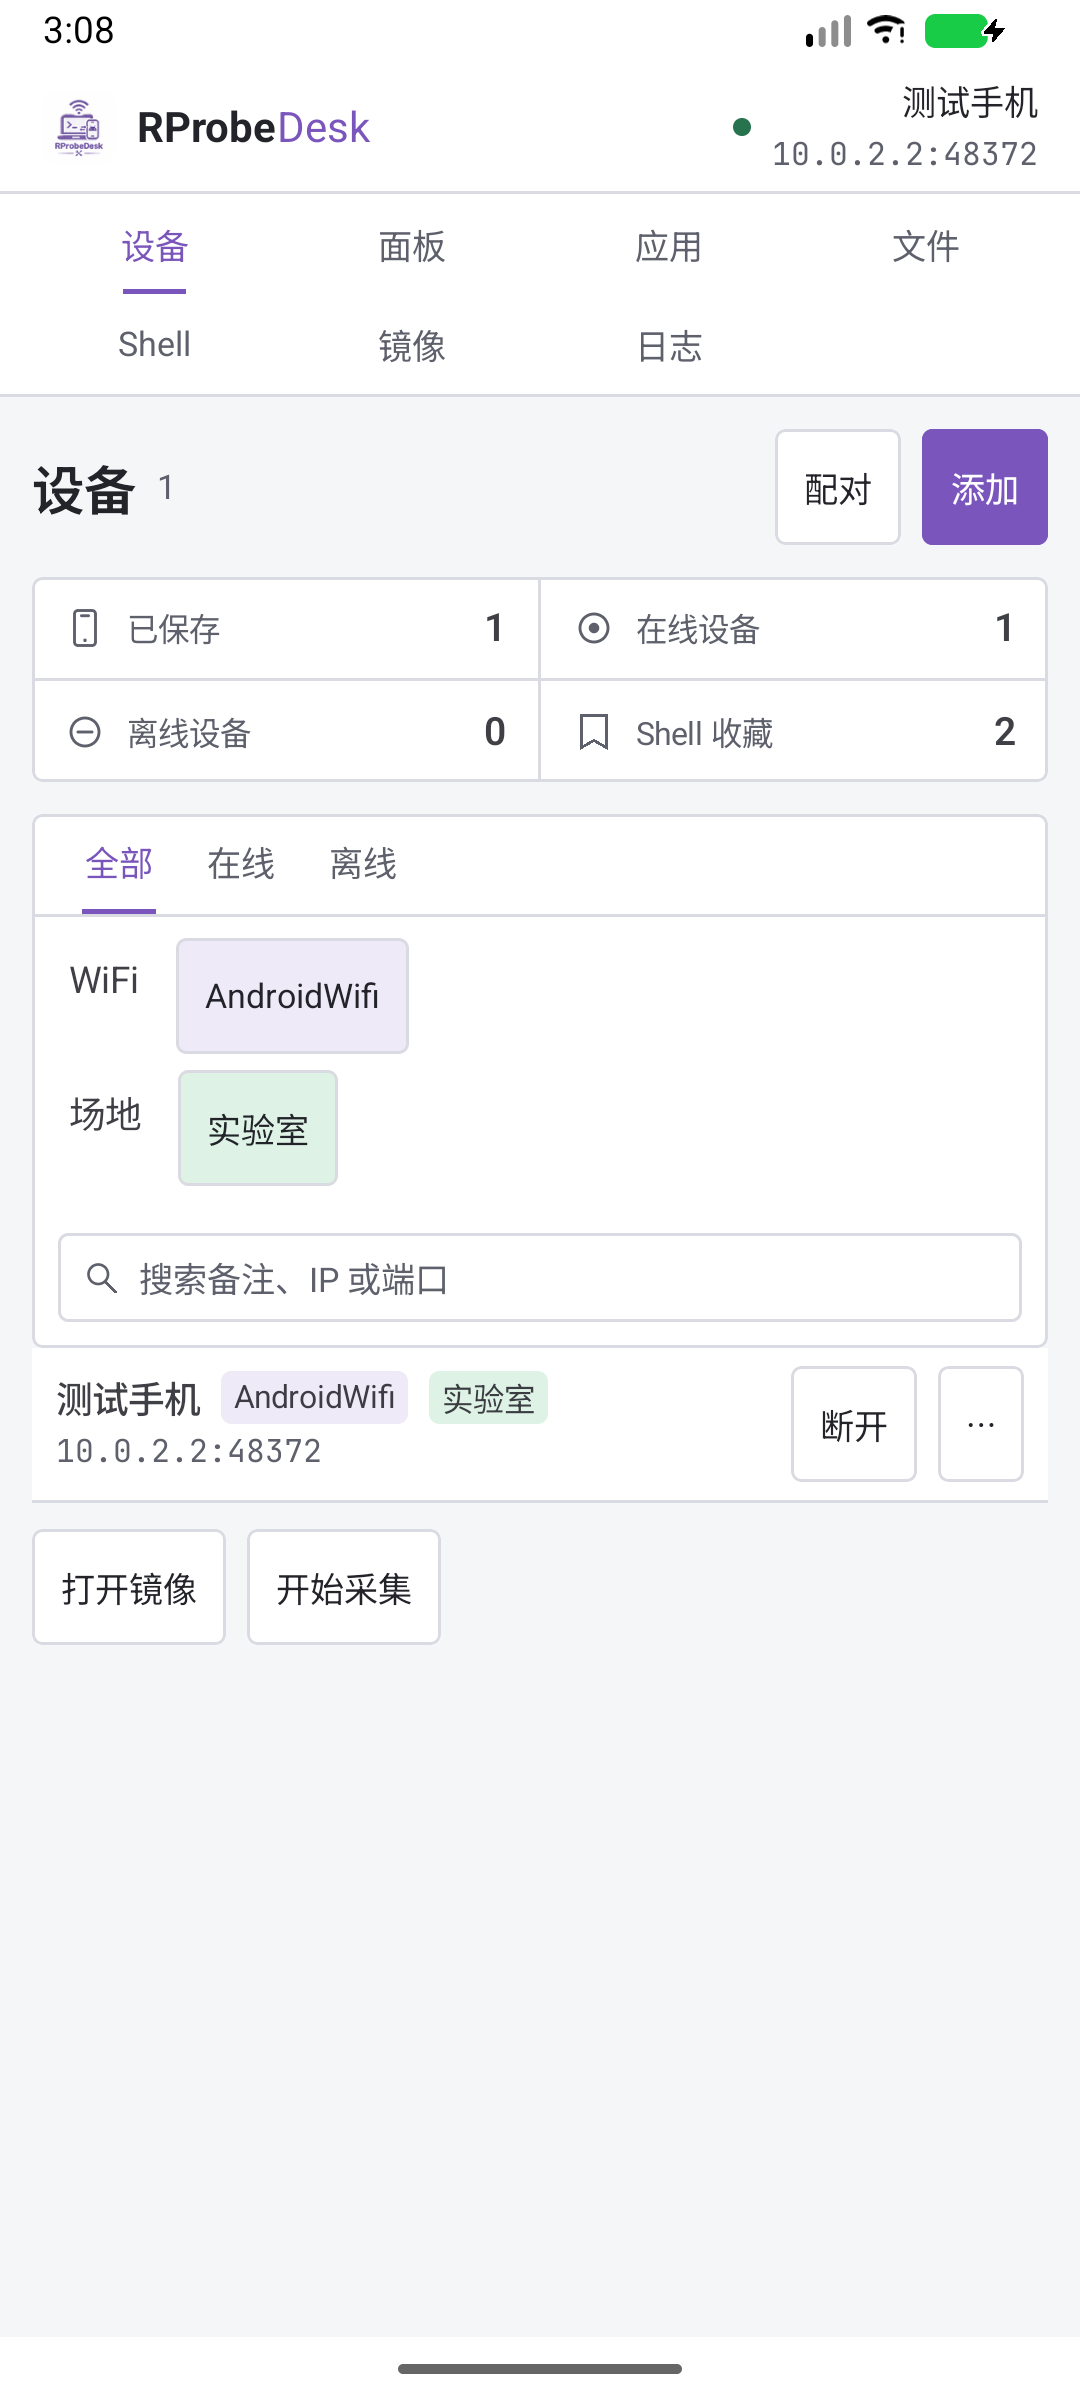 3:08
RProbeDesk
RProbeDesk
测试手机
10.0.2.2:48372
设备 面板 应用 文件
Shell 镜像 日志
设备 1 配对 添加
已保存 1 在线设备 1
离线设备 0 Shell 收藏 2
全部 在线 离线
WiFi AndroidWifi
场地 实验室
搜索备注、IP 或端口
测试手机 AndroidWifi 实验室 断开 ···
10.0.2.2:48372
打开镜像 开始采集